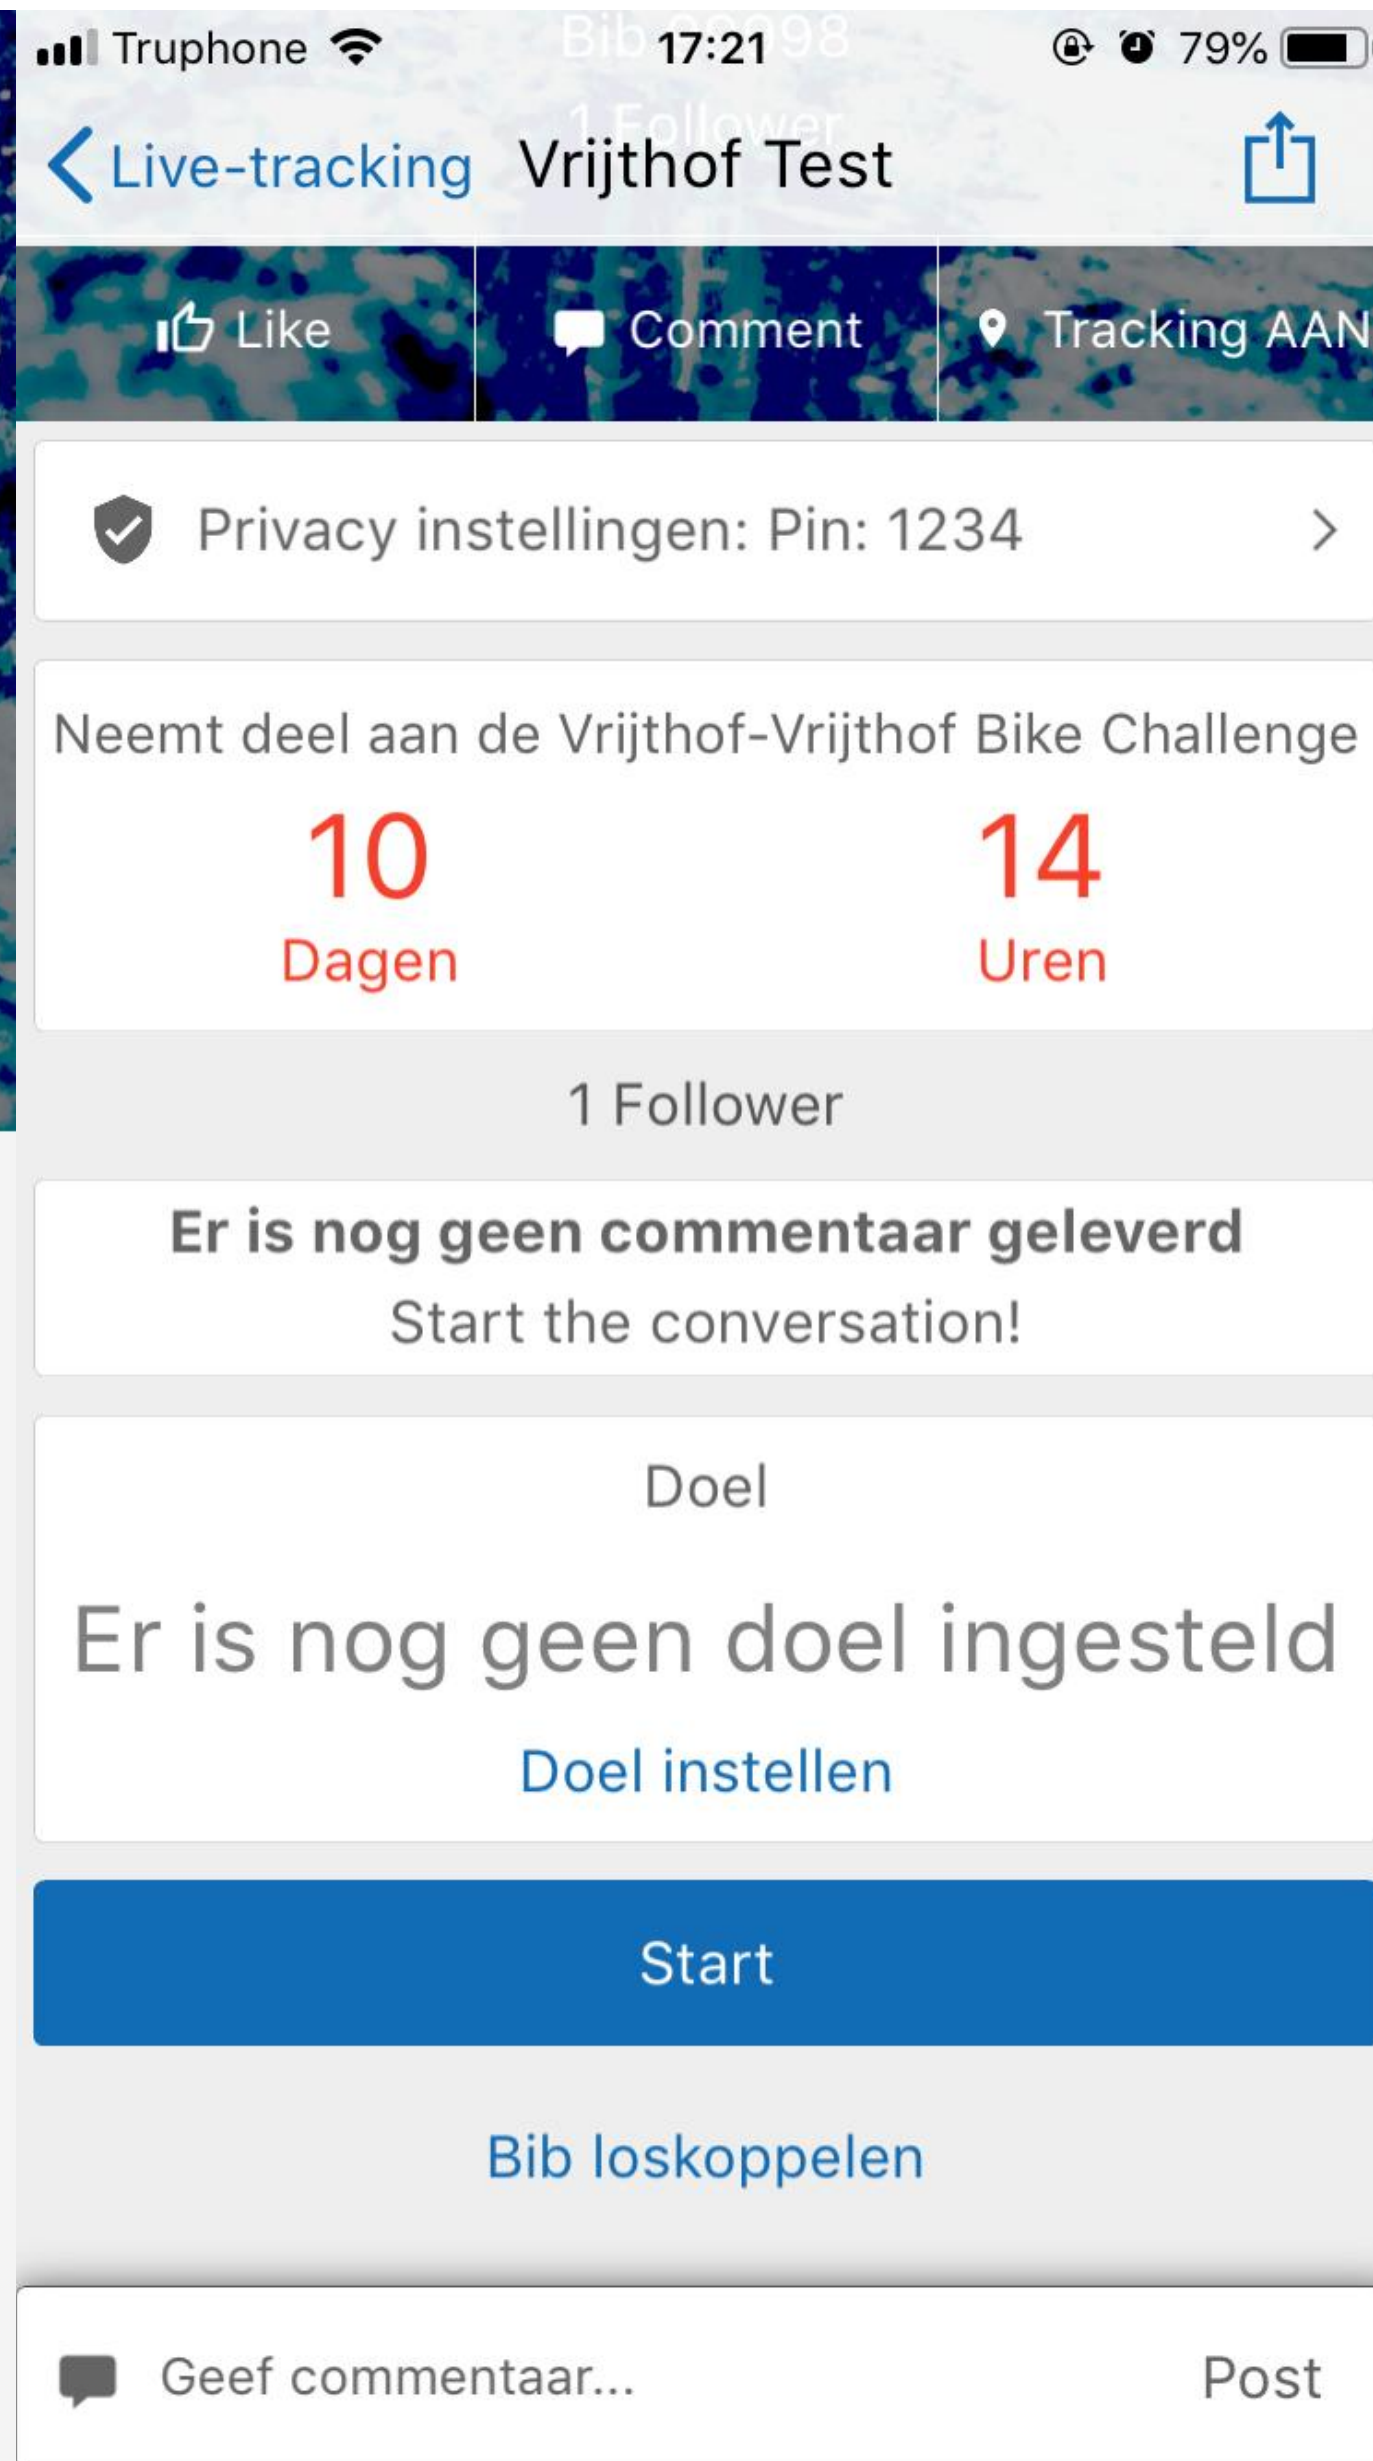 Truphone 17:21 79%
1 Follower
Live-tracking Vrijthof Test
Like Comment Tracking AAN
Privacy instellingen: Pin: 1234
Neemt deel aan de Vrijthof-Vrijthof Bike Challenge
10 14
Dagen Uren
1 Follower
Er is nog geen commentaar geleverd
Start the conversation!
Doel
Er is nog geen doel ingesteld
Doel instellen
Start
Bib loskoppelen
Geef commentaar... Post